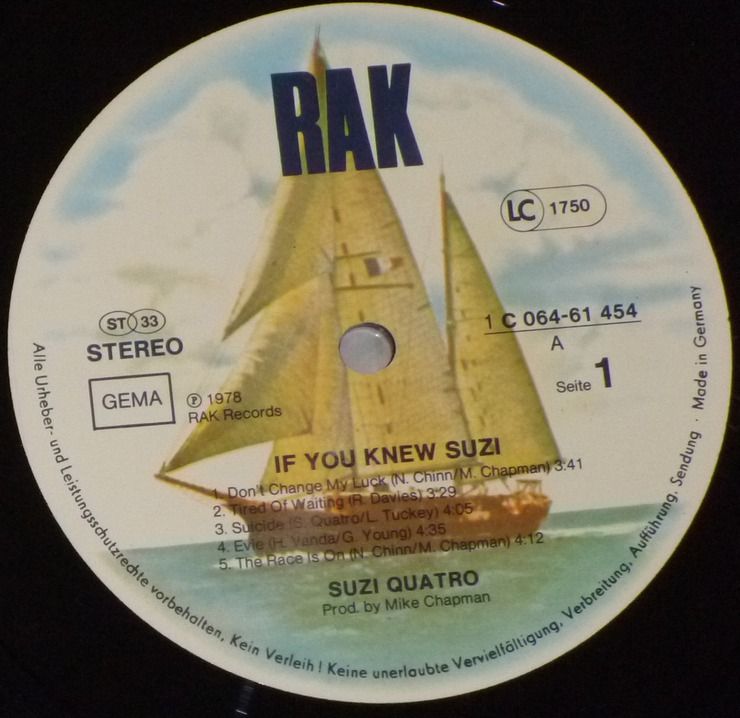 RAK
LC 1750
ST 33
STEREO
GEMA
℗ 1978
RAK Records
1 C 064-61 454
A
Seite 1
IF YOU KNEW SUZI
1. Don't Change My Luck (N. Chinn/M. Chapman) 3:41
2. Tired Of Waiting (R. Davies) 3:29
3. Suicide (S. Quatro/L. Tuckey) 4:05
4. Evie (H. Vanda/G. Young) 4:35
5. The Race Is On (N. Chinn/M. Chapman) 4:12
SUZI QUATRO
Prod. by Mike Chapman
Alle Urheber- und Leistungsschutzrechte vorbehalten, Kein Verleih! Keine unerlaubte Vervielfältigung, Verbreitung, Aufführung, Sendung · Made in Germany